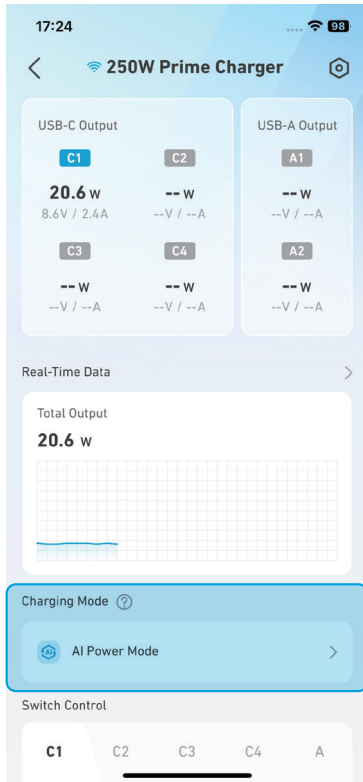 17:24
98
250W Prime Charger
USB-C Output
USB-A Output
C1
C2
A1
20.6 W
-- W
-- W
8.6V / 2.4A
--V / --A
--V / --A
C3
C4
A2
-- W
-- W
-- W
--V / --A
--V / --A
--V / --A
Real-Time Data
Total Output
20.6 W
Charging Mode ?
AI AI Power Mode
Switch Control
C1 C2 C3 C4 A